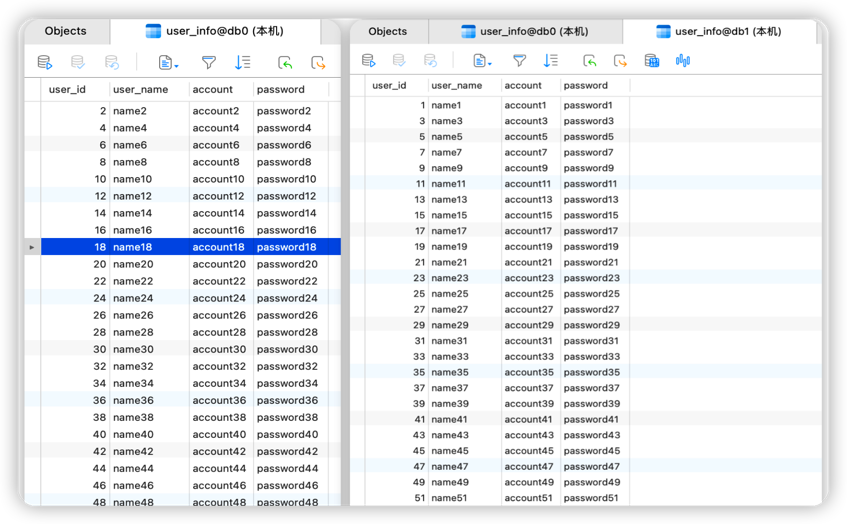 Objects
user_info@db0 (本机)
user_id user_name account password
2 name2 account2 password2
4 name4 account4 password4
6 name6 account6 password6
8 name8 account8 password8
10 name10 account10 password10
12 name12 account12 password12
14 name14 account14 password14
16 name16 account16 password16
18 name18 account18 password18
20 name20 account20 password20
22 name22 account22 password22
24 name24 account24 password24
26 name26 account26 password26
28 name28 account28 password28
30 name30 account30 password30
32 name32 account32 password32
34 name34 account34 password34
36 name36 account36 password36
38 name38 account38 password38
40 name40 account40 password40
42 name42 account42 password42
44 name44 account44 password44
46 name46 account46 password46
48 name48 account48 password48
Objects
user_info@db0 (本机)
user_info@db1 (本机)
user_id user_name account password
1 name1 account1 password1
3 name3 account3 password3
5 name5 account5 password5
7 name7 account7 password7
9 name9 account9 password9
11 name11 account11 password11
13 name13 account13 password13
15 name15 account15 password15
17 name17 account17 password17
19 name19 account19 password19
21 name21 account21 password21
23 name23 account23 password23
25 name25 account25 password25
27 name27 account27 password27
29 name29 account29 password29
31 name31 account31 password31
33 name33 account33 password33
35 name35 account35 password35
37 name37 account37 password37
39 name39 account39 password39
41 name41 account41 password41
43 name43 account43 password43
45 name45 account45 password45
47 name47 account47 password47
49 name49 account49 password49
51 name51 account51 password51